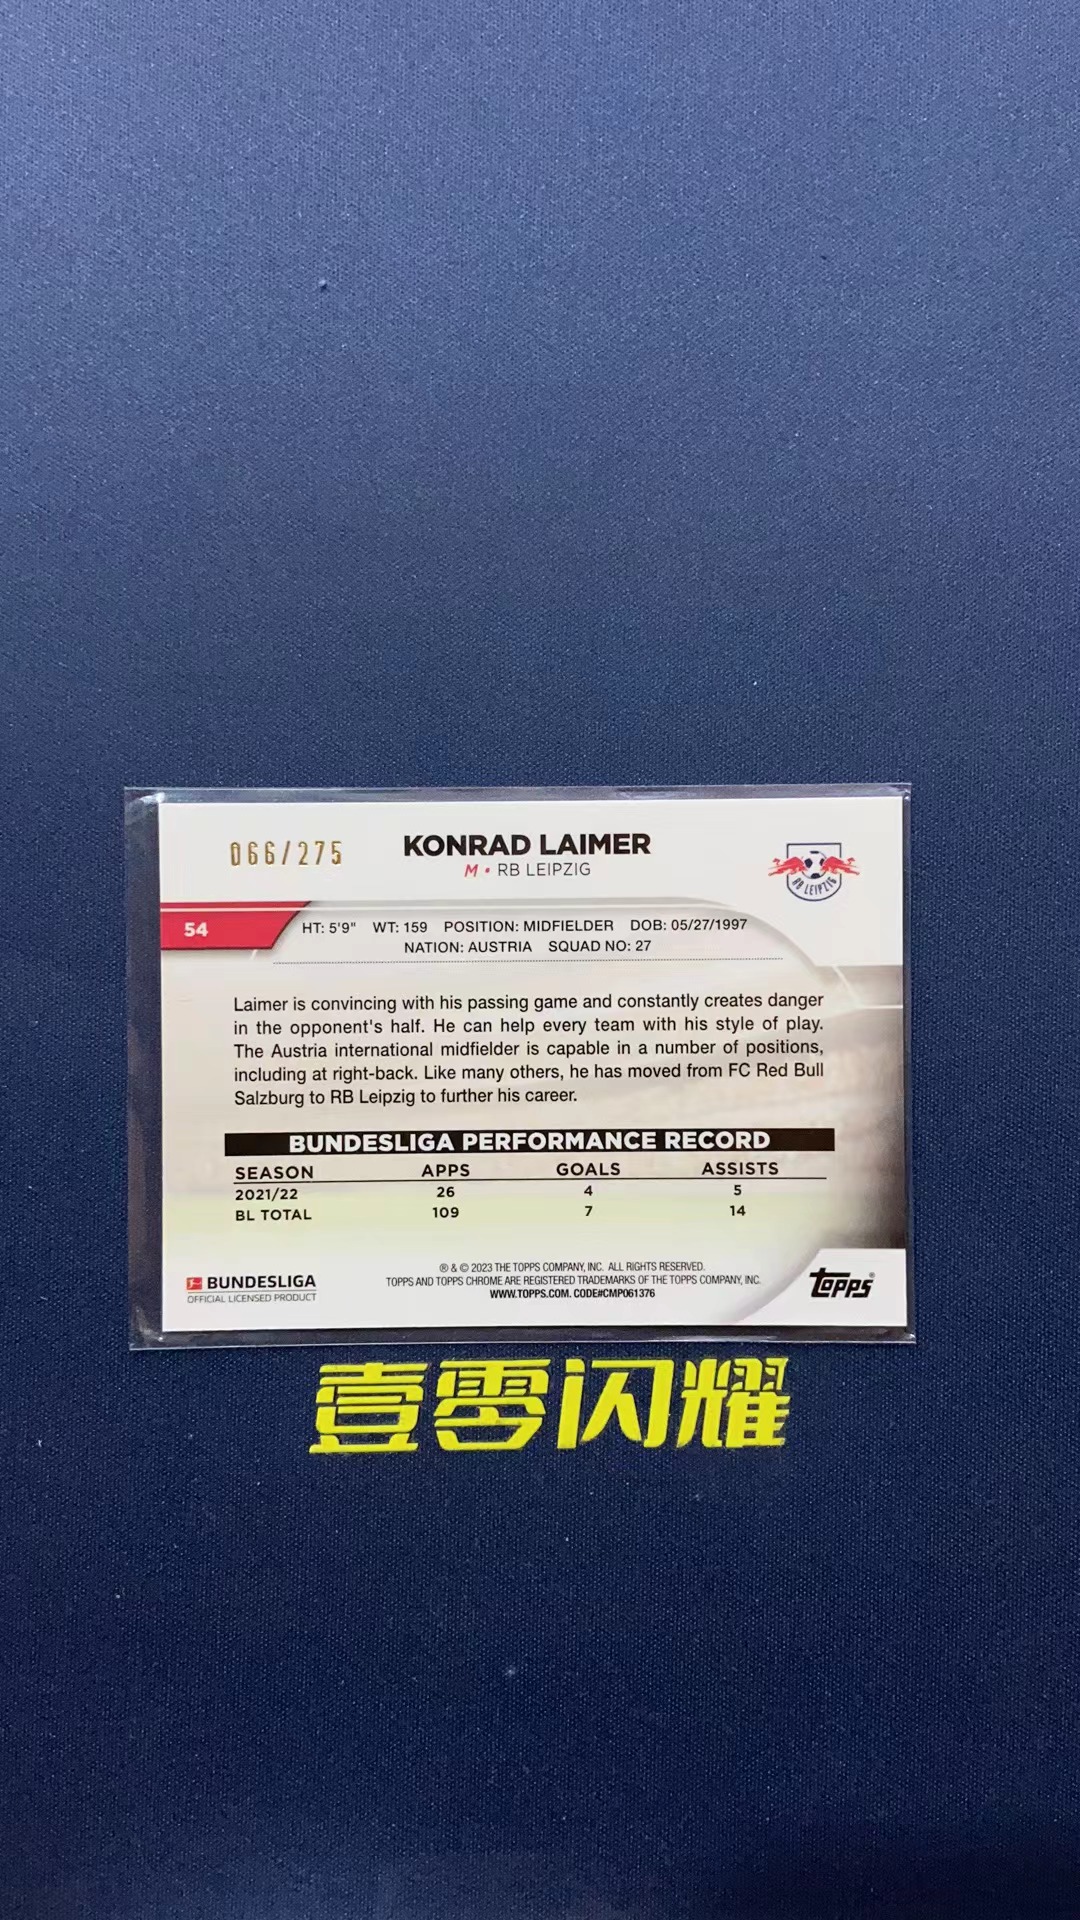 066/275
KONRAD LAIMER
M • RB LEIPZIG
RB LEIPZIG
54
HT: 5'9" WT: 159 POSITION: MIDFIELDER DOB: 05/27/1997
NATION: AUSTRIA SQUAD NO: 27
Laimer is convincing with his passing game and constantly creates danger
in the opponent's half. He can help every team with his style of play.
The Austria international midfielder is capable in a number of positions,
including at right-back. Like many others, he has moved from FC Red Bull
Salzburg to RB Leipzig to further his career.
BUNDESLIGA PERFORMANCE RECORD
SEASON APPS GOALS ASSISTS
2021/22 26 4 5
BL TOTAL 109 7 14
BUNDESLIGA
OFFICIAL LICENSED PRODUCT
® & © 2023 THE TOPPS COMPANY, INC. ALL RIGHTS RESERVED.
TOPPS AND TOPPS CHROME ARE REGISTERED TRADEMARKS OF THE TOPPS COMPANY, INC.
WWW.TOPPS.COM. CODE#CMP061376
Topps®
壹零闪耀